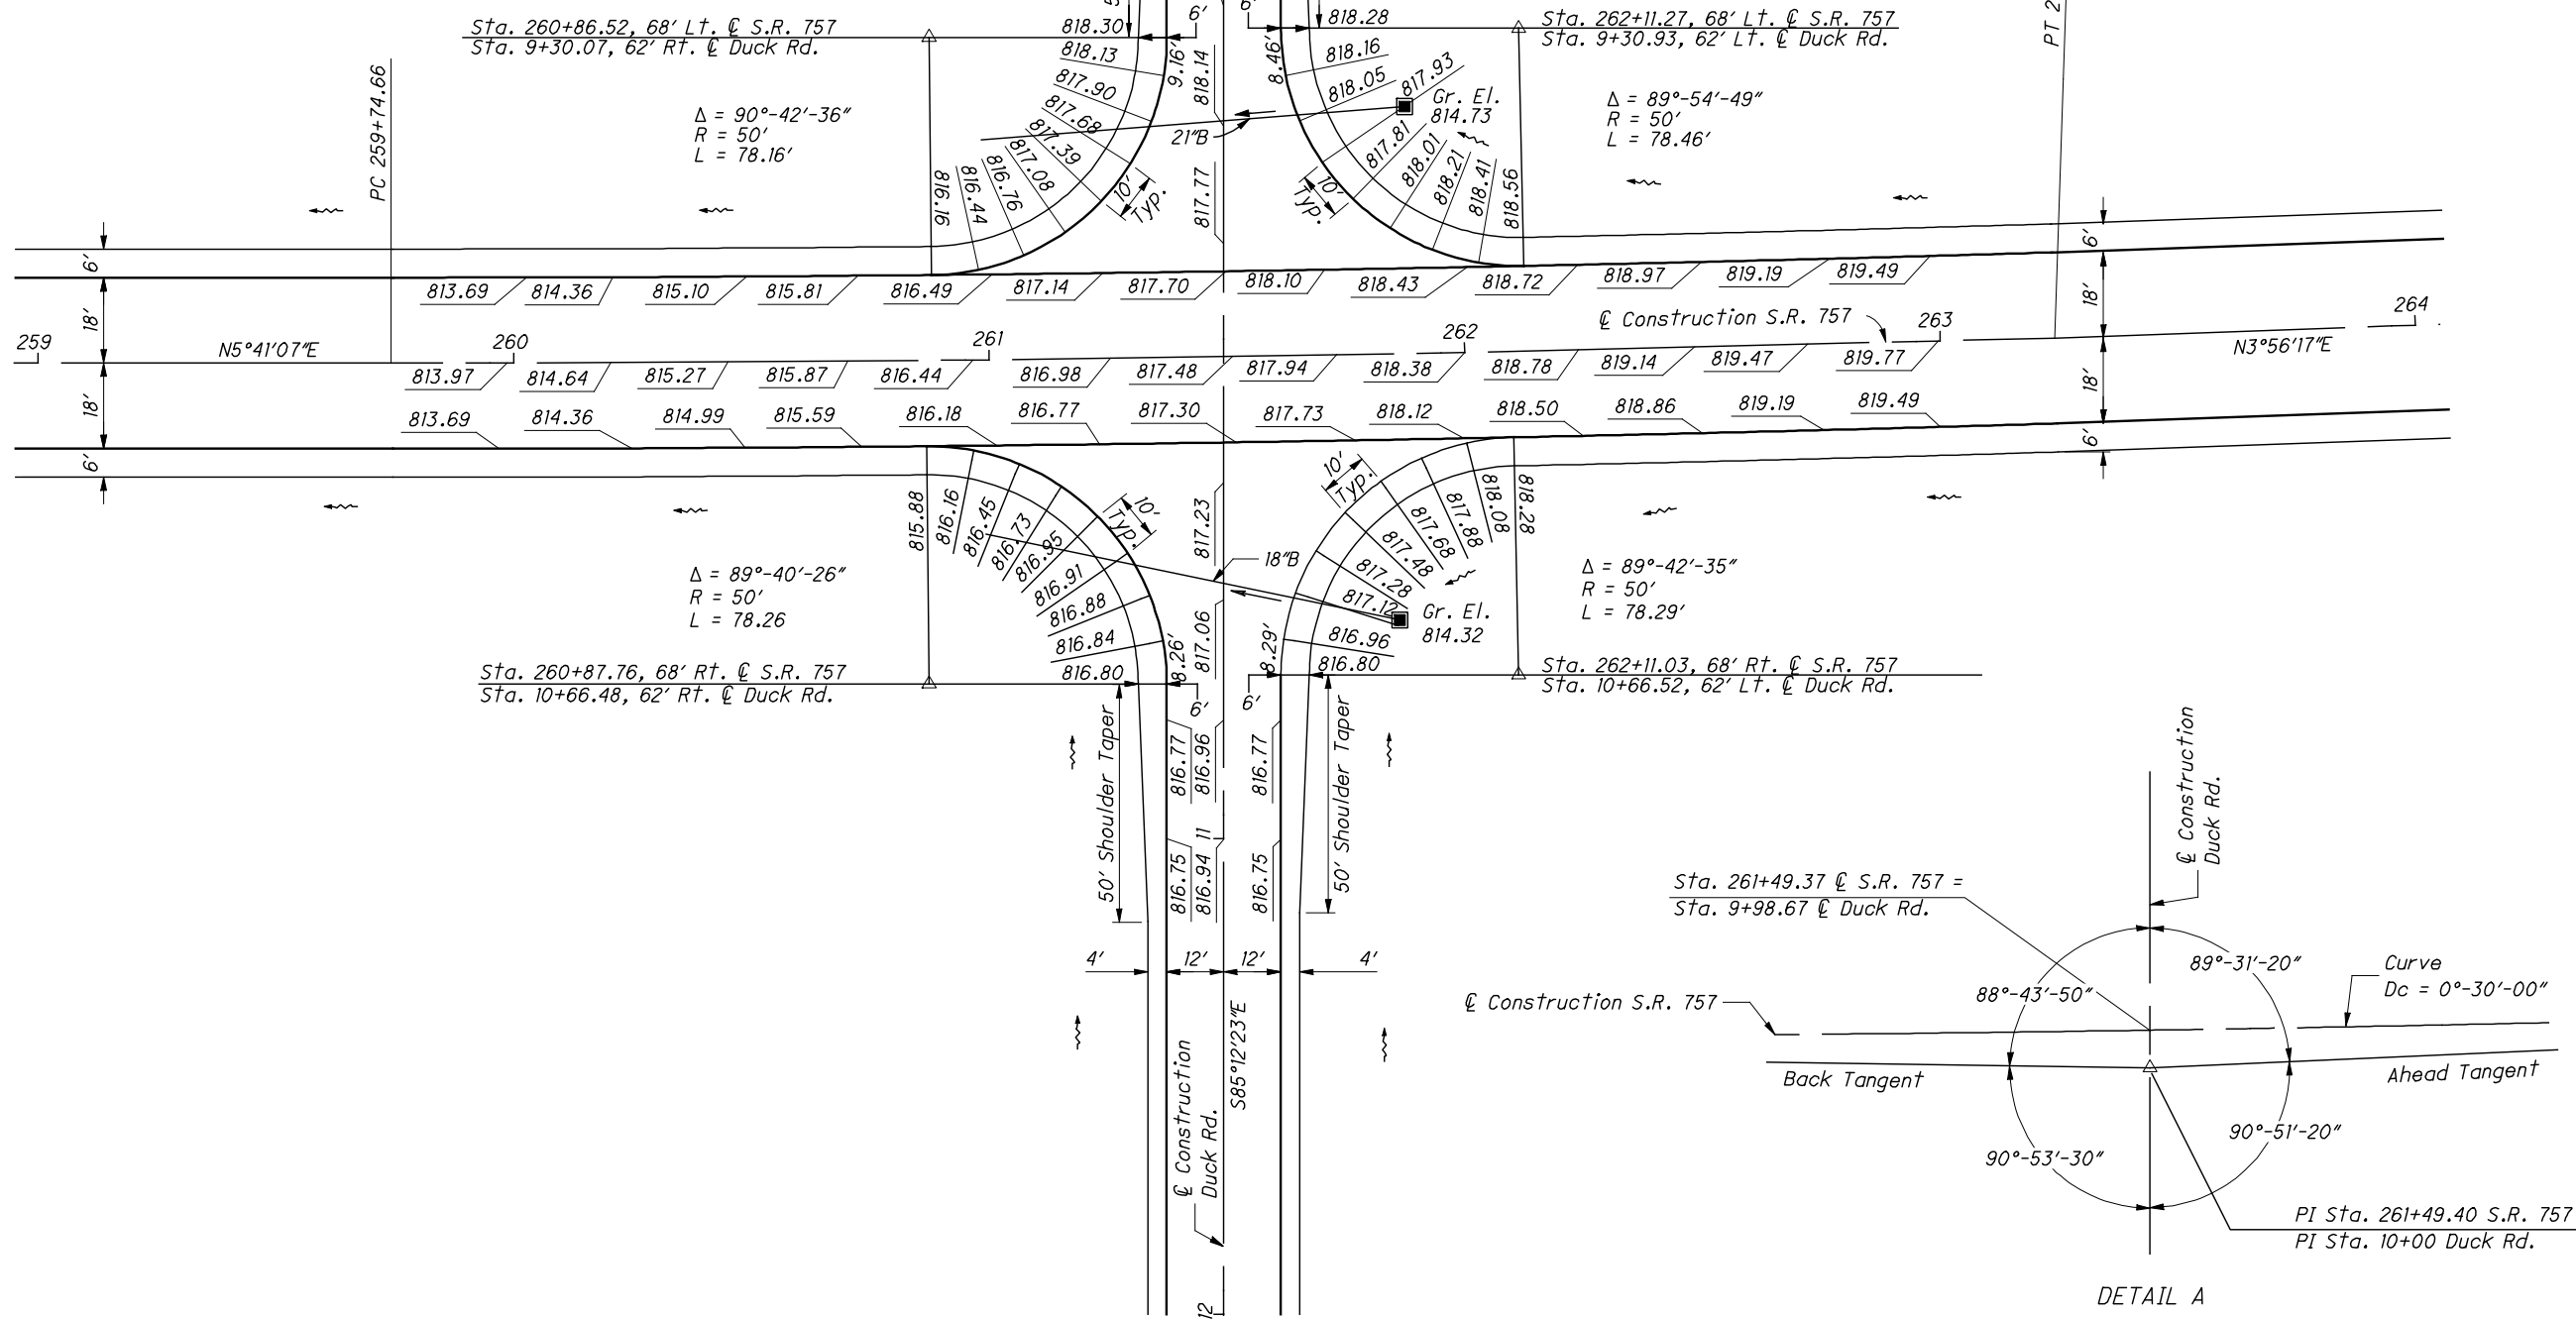 Sta. 260+86.52, 68' Lt. ℄ S.R. 757
Sta. 9+30.07, 62' Rt. ℄ Duck Rd.
818.30
6'
6'
818.28
Sta. 262+11.27, 68' Lt. ℄ S.R. 757
Sta. 9+30.93, 62' Lt. ℄ Duck Rd.
PT 2
PC 259+74.66
Δ = 90°-42'-36"
R = 50'
L = 78.16'
818.13
817.90
817.68
817.39
817.08
816.76
816.44
816.16
10'
Typ.
9.16'
818.14
817.77
21"B
8.46'
818.16
818.05
817.93
Gr. El.
814.73
817.81
818.01
818.21
818.41
818.56
10'
Typ.
Δ = 89°-54'-49"
R = 50'
L = 78.46'
6'
6'
813.69
814.36
815.10
815.81
816.49
817.14
817.70
818.10
818.43
818.72
818.97
819.19
819.49
18'
18'
259
N5°41'07"E
260
261
262
℄ Construction S.R. 757
263
264
N3°56'17"E
813.97
814.64
815.27
815.87
816.44
816.98
817.48
817.94
818.38
818.78
819.14
819.47
819.77
18'
18'
813.69
814.36
814.99
815.59
816.18
816.77
817.30
817.73
818.12
818.50
818.86
819.19
819.49
6'
6'
815.88
816.16
816.45
816.73
816.95
816.91
816.88
816.84
816.80
10'
Typ.
817.23
18"B
817.06
8.26'
8.29'
10'
Typ.
818.28
818.08
817.88
817.68
817.48
817.28
817.12
816.96
816.80
Gr. El.
814.32
Δ = 89°-40'-26"
R = 50'
L = 78.26
Δ = 89°-42'-35"
R = 50'
L = 78.29'
Sta. 260+87.76, 68' Rt. ℄ S.R. 757
Sta. 10+66.48, 62' Rt. ℄ Duck Rd.
6'
6'
Sta. 262+11.03, 68' Rt. ℄ S.R. 757
Sta. 10+66.52, 62' Lt. ℄ Duck Rd.
50' Shoulder Taper
816.77
816.96
816.77
50' Shoulder Taper
816.75
816.94
11
816.75
4'
12'
12'
4'
S85°12'23"E
℄ Construction
Duck Rd.
12
℄ Construction
Duck Rd.
Sta. 261+49.37 ℄ S.R. 757 =
Sta. 9+98.67 ℄ Duck Rd.
88°-43'-50"
89°-31'-20"
Curve
Dc = 0°-30'-00"
℄ Construction S.R. 757
Back Tangent
Ahead Tangent
90°-53'-30"
90°-51'-20"
PI Sta. 261+49.40 S.R. 757
PI Sta. 10+00 Duck Rd.
DETAIL A